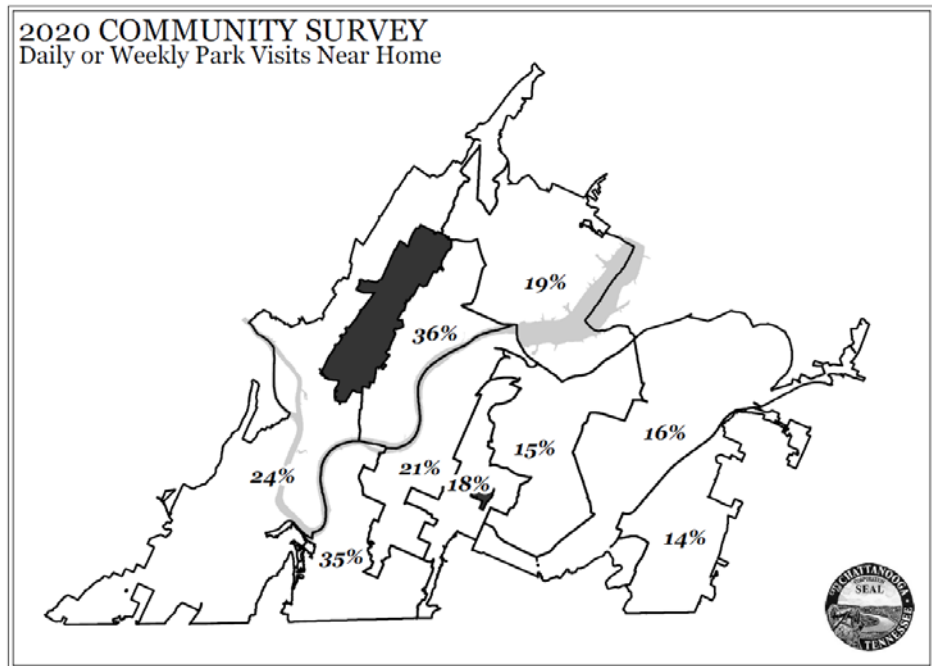 2020 COMMUNITY SURVEY
Daily or Weekly Park Visits Near Home
19%
36%
16%
15%
21%
18%
24%
14%
35%
CHATTANOOGA
SEAL
TENNESSEE